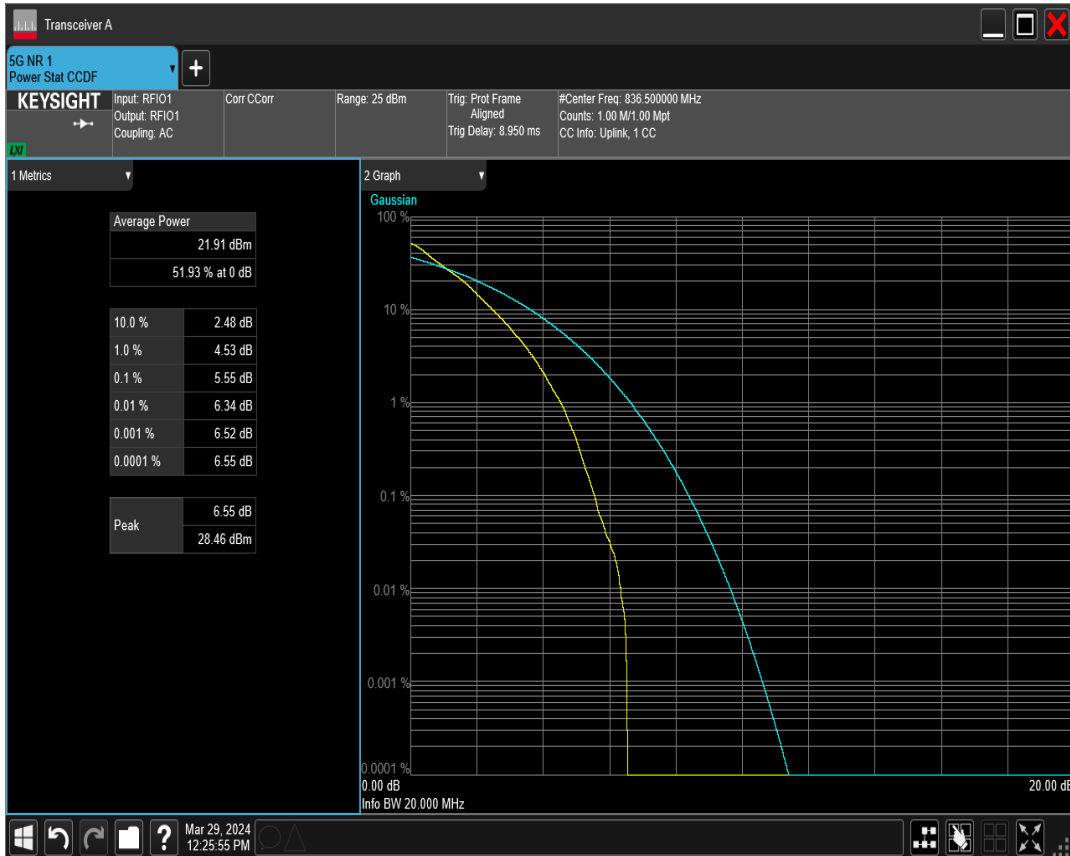 Transceiver A
5G NR 1
Power Stat CCDF
KEYSIGHT
LXI
Input: RFIO1
Output: RFIO1
Coupling: AC
Corr CCorr
Range: 25 dBm
Trig: Prot Frame
Aligned
Trig Delay: 8.950 ms
#Center Freq: 836.500000 MHz
Counts: 1.00 M/1.00 Mpt
CC Info: Uplink, 1 CC
1 Metrics
Average Power
21.91 dBm
51.93 % at 0 dB
10.0 % 2.48 dB
1.0 % 4.53 dB
0.1 % 5.55 dB
0.01 % 6.34 dB
0.001 % 6.52 dB
0.0001 % 6.55 dB
Peak 6.55 dB
28.46 dBm
2 Graph
Gaussian
100 %
10 %
1 %
0.1 %
0.01 %
0.001 %
0.0001 %
0.00 dB 20.00 dB
Info BW 20.000 MHz
?
Mar 29, 2024
12:25:55 PM